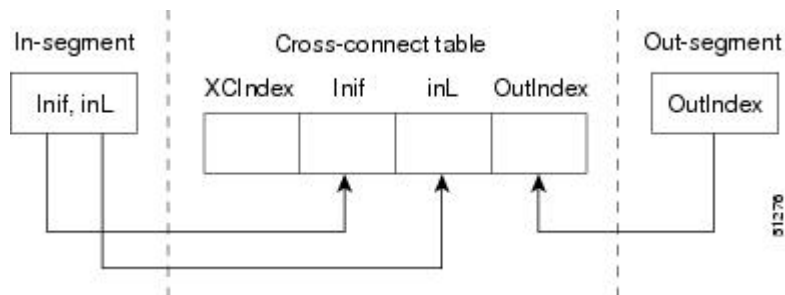 In-segment
Cross-connect table
Out-segment
XCIndex Inif inL OutIndex
Inif, inL
OutIndex
51276